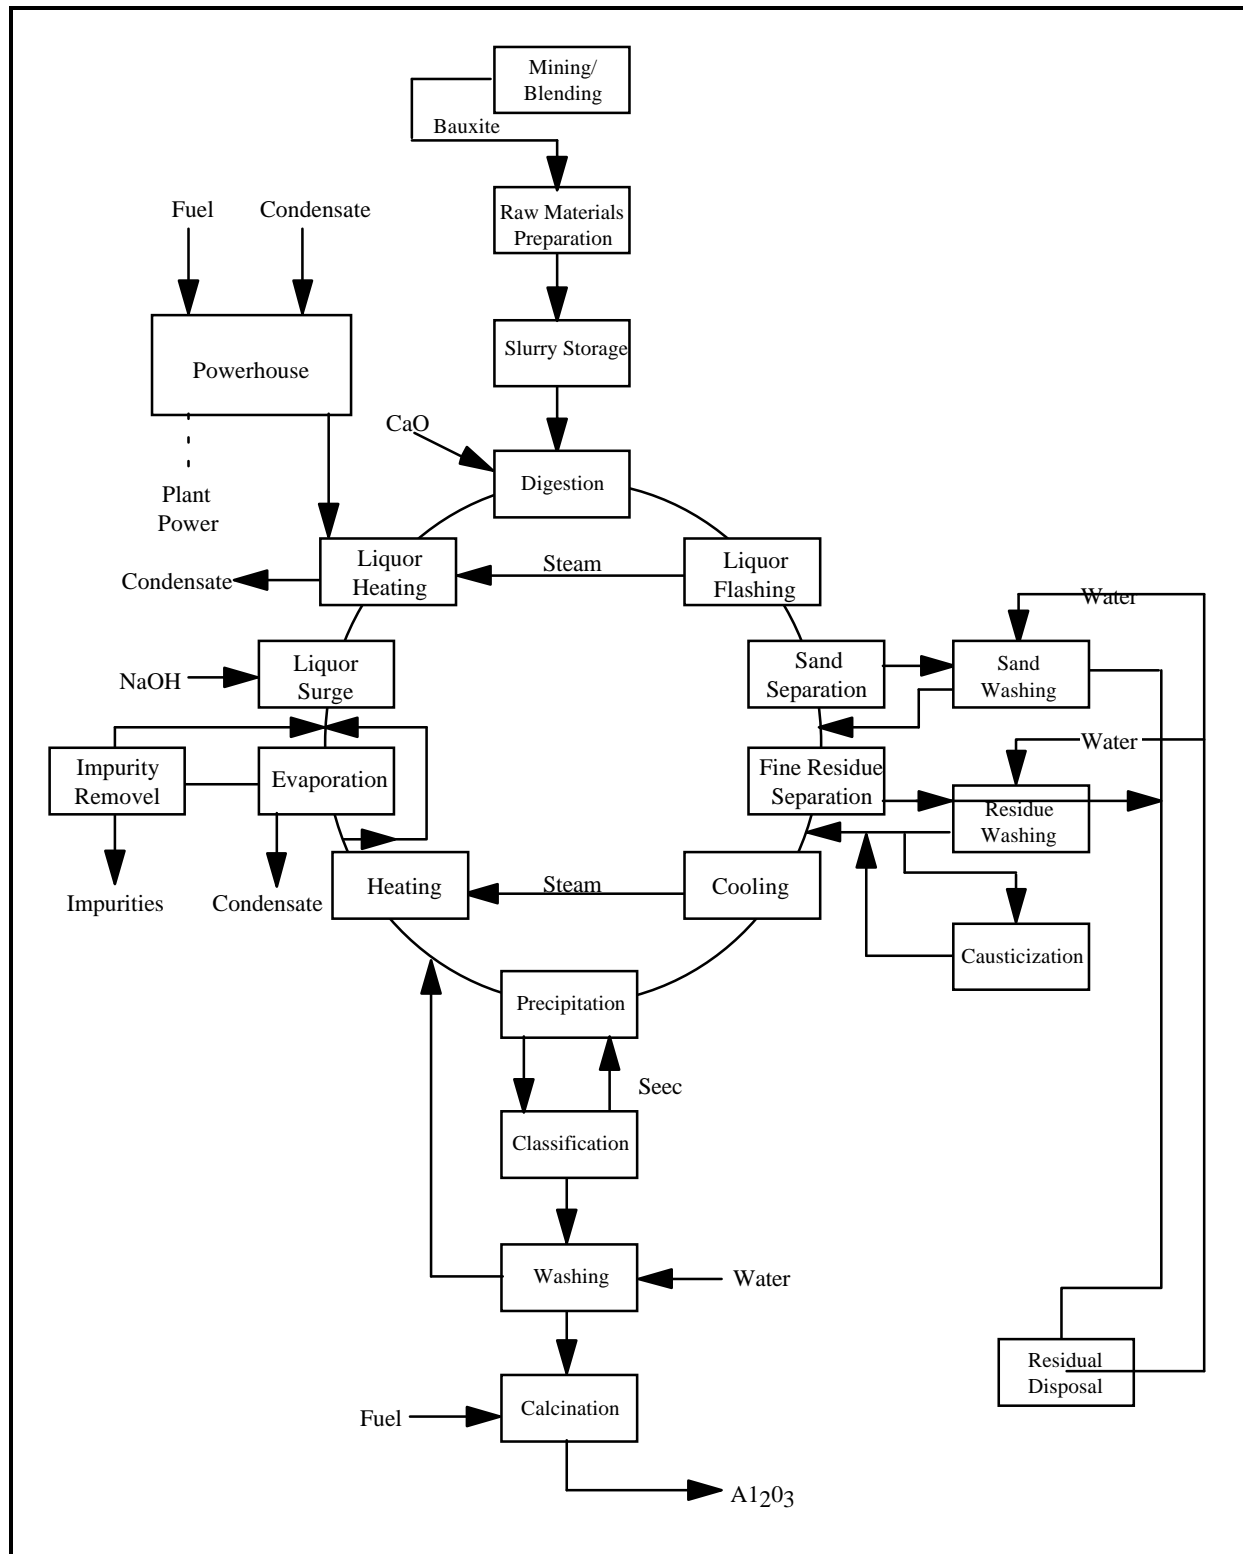 Mining/
Blending
Bauxite
Raw Materials
Preparation
Fuel
Condensate
Slurry Storage
Powerhouse
CaO
Digestion
Plant
Power
Liquor
Heating
Steam
Liquor
Flashing
Condensate
Water
NaOH
Liquor
Surge
Sand
Separation
Sand
Washing
Water
Impurity
Removel
Evaporation
Fine Residue
Separation
Residue
Washing
Impurities
Condensate
Heating
Steam
Cooling
Causticization
Precipitation
Seec
Classification
Washing
Water
Residual
Disposal
Fuel
Calcination
A1203